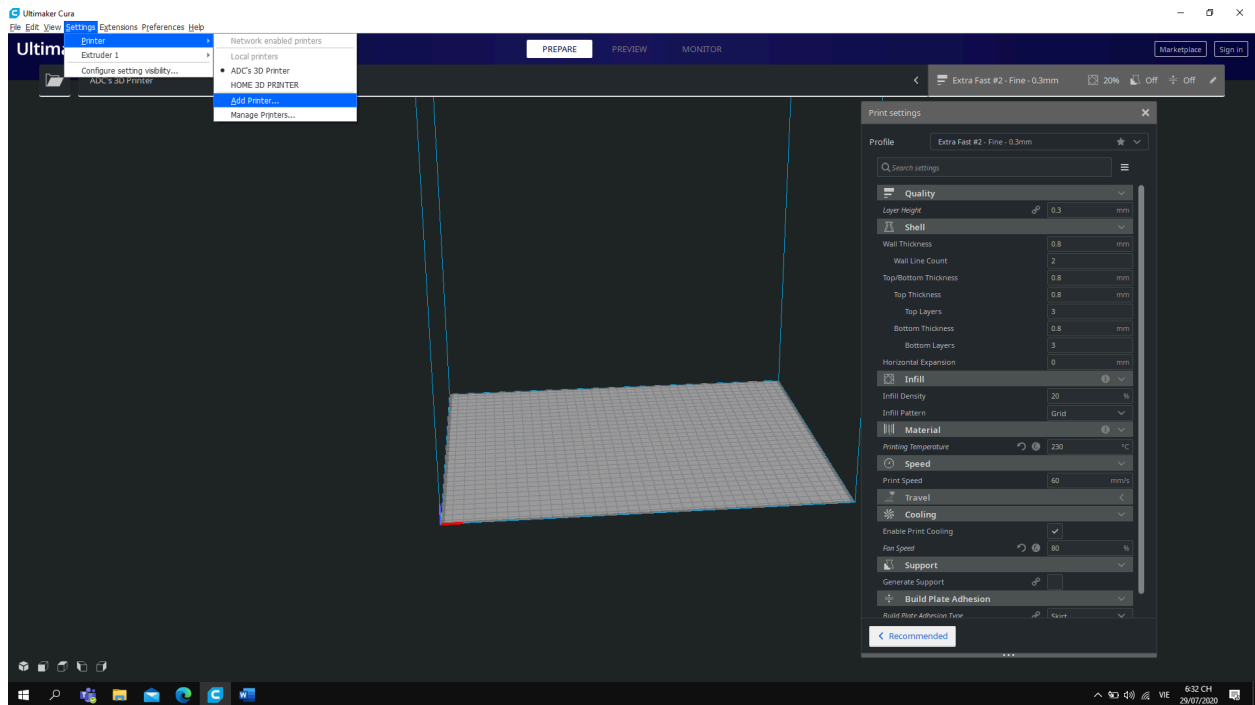 Ultimaker Cura
File Edit View Settings Extensions Preferences Help
Printer
Extruder 1
Configure setting visibility...
Network enabled printers
Local printers
ADC's 3D Printer
HOME 3D PRINTER
Add Printer...
Manage Printers...
Ultim
PREPARE PREVIEW MONITOR
Marketplace Sign in
ADC's 3D Printer
Extra Fast #2 - Fine - 0.3mm 20% Off Off
Print settings
Profile Extra Fast #2 - Fine - 0.3mm
Search settings
Quality
Layer Height 0.3 mm
Shell
Wall Thickness 0.8 mm
Wall Line Count 2
Top/Bottom Thickness 0.8 mm
Top Thickness 0.8 mm
Top Layers 3
Bottom Thickness 0.8 mm
Bottom Layers 3
Horizontal Expansion 0 mm
Infill
Infill Density 20 %
Infill Pattern Grid
Material
Printing Temperature 230 °C
Speed
Print Speed 60 mm/s
Travel
Cooling
Enable Print Cooling
Fan Speed 80 %
Support
Generate Support
Build Plate Adhesion
Build Plate Adhesion Type Skirt
Recommended
VIE 6:32 CH
29/07/2020